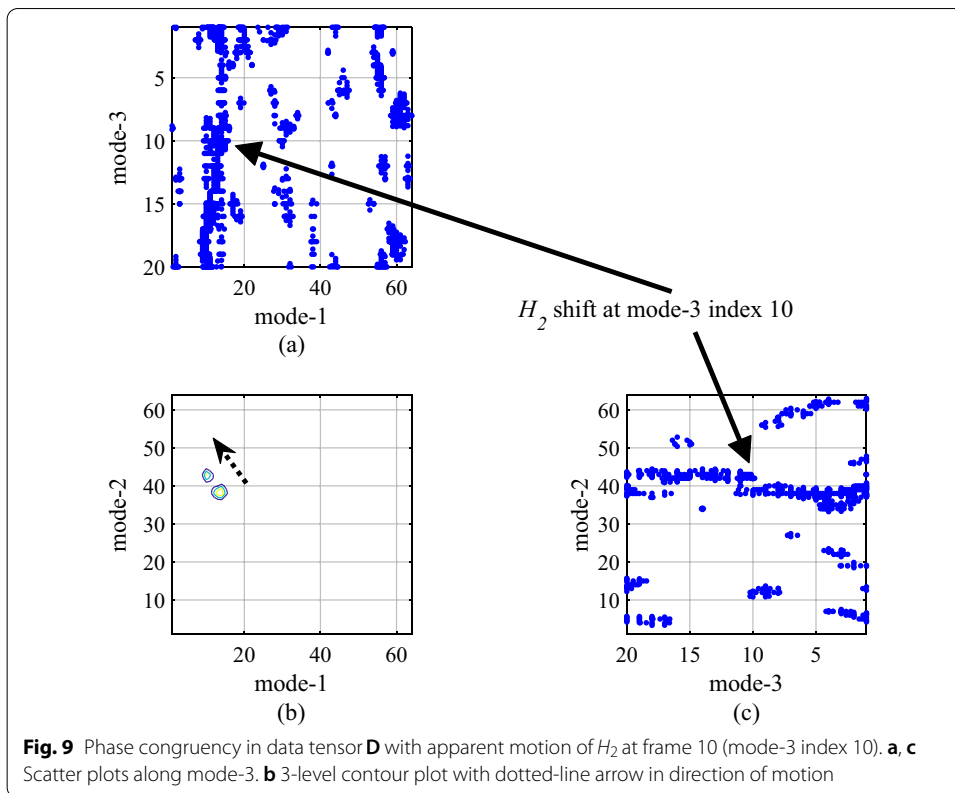 mode-3
5
10
15
20
20 40 60
mode-1
(a)
H2 shift at mode-3 index 10
mode-2
60
50
40
30
20
10
20 40 60
mode-1
(b)
mode-2
60
50
40
30
20
10
20 15 10 5
mode-3
(c)
Fig. 9 Phase congruency in data tensor D with apparent motion of H2 at frame 10 (mode-3 index 10). a, c
Scatter plots along mode-3. b 3-level contour plot with dotted-line arrow in direction of motion